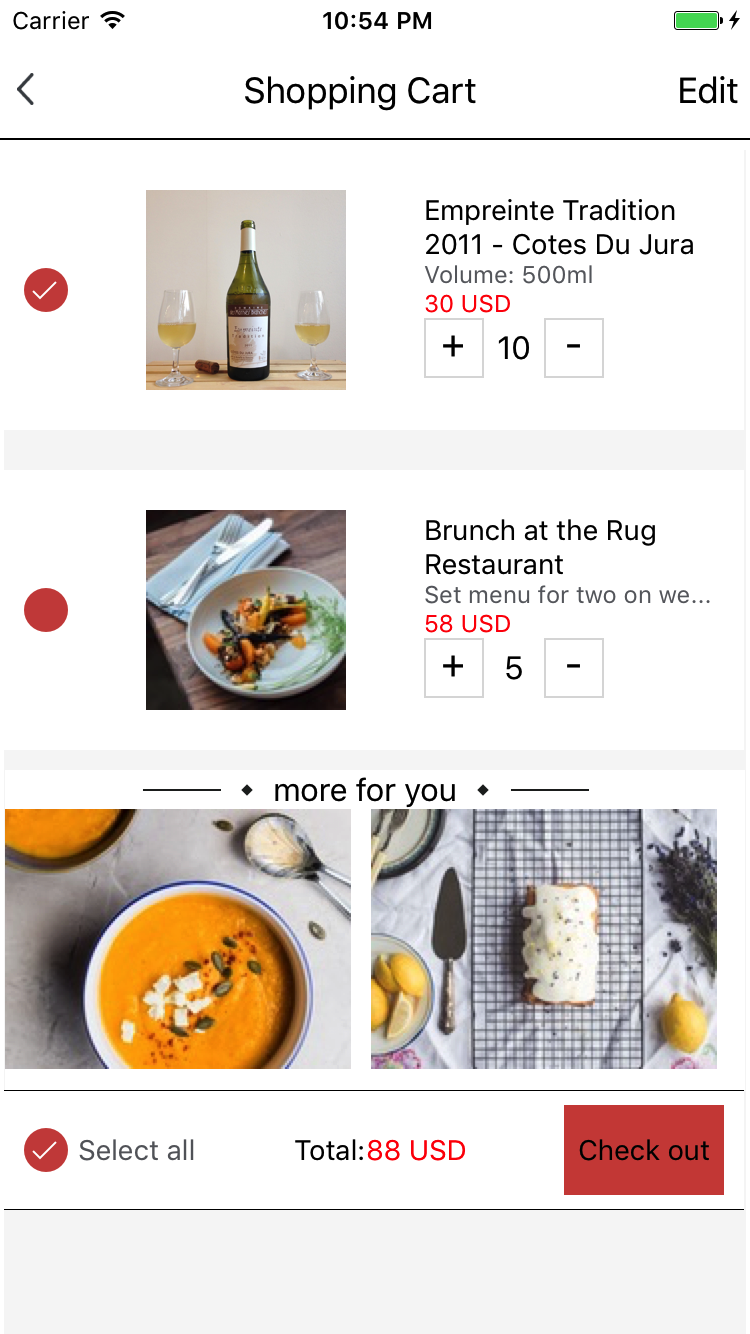 Carrier
10:54 PM
Shopping Cart
Edit
Empreinte Tradition
2011 - Cotes Du Jura
Volume: 500ml
30 USD
+ 10 -
Brunch at the Rug
Restaurant
Set menu for two on we...
58 USD
+ 5 -
more for you
Select all
Total:88 USD
Check out